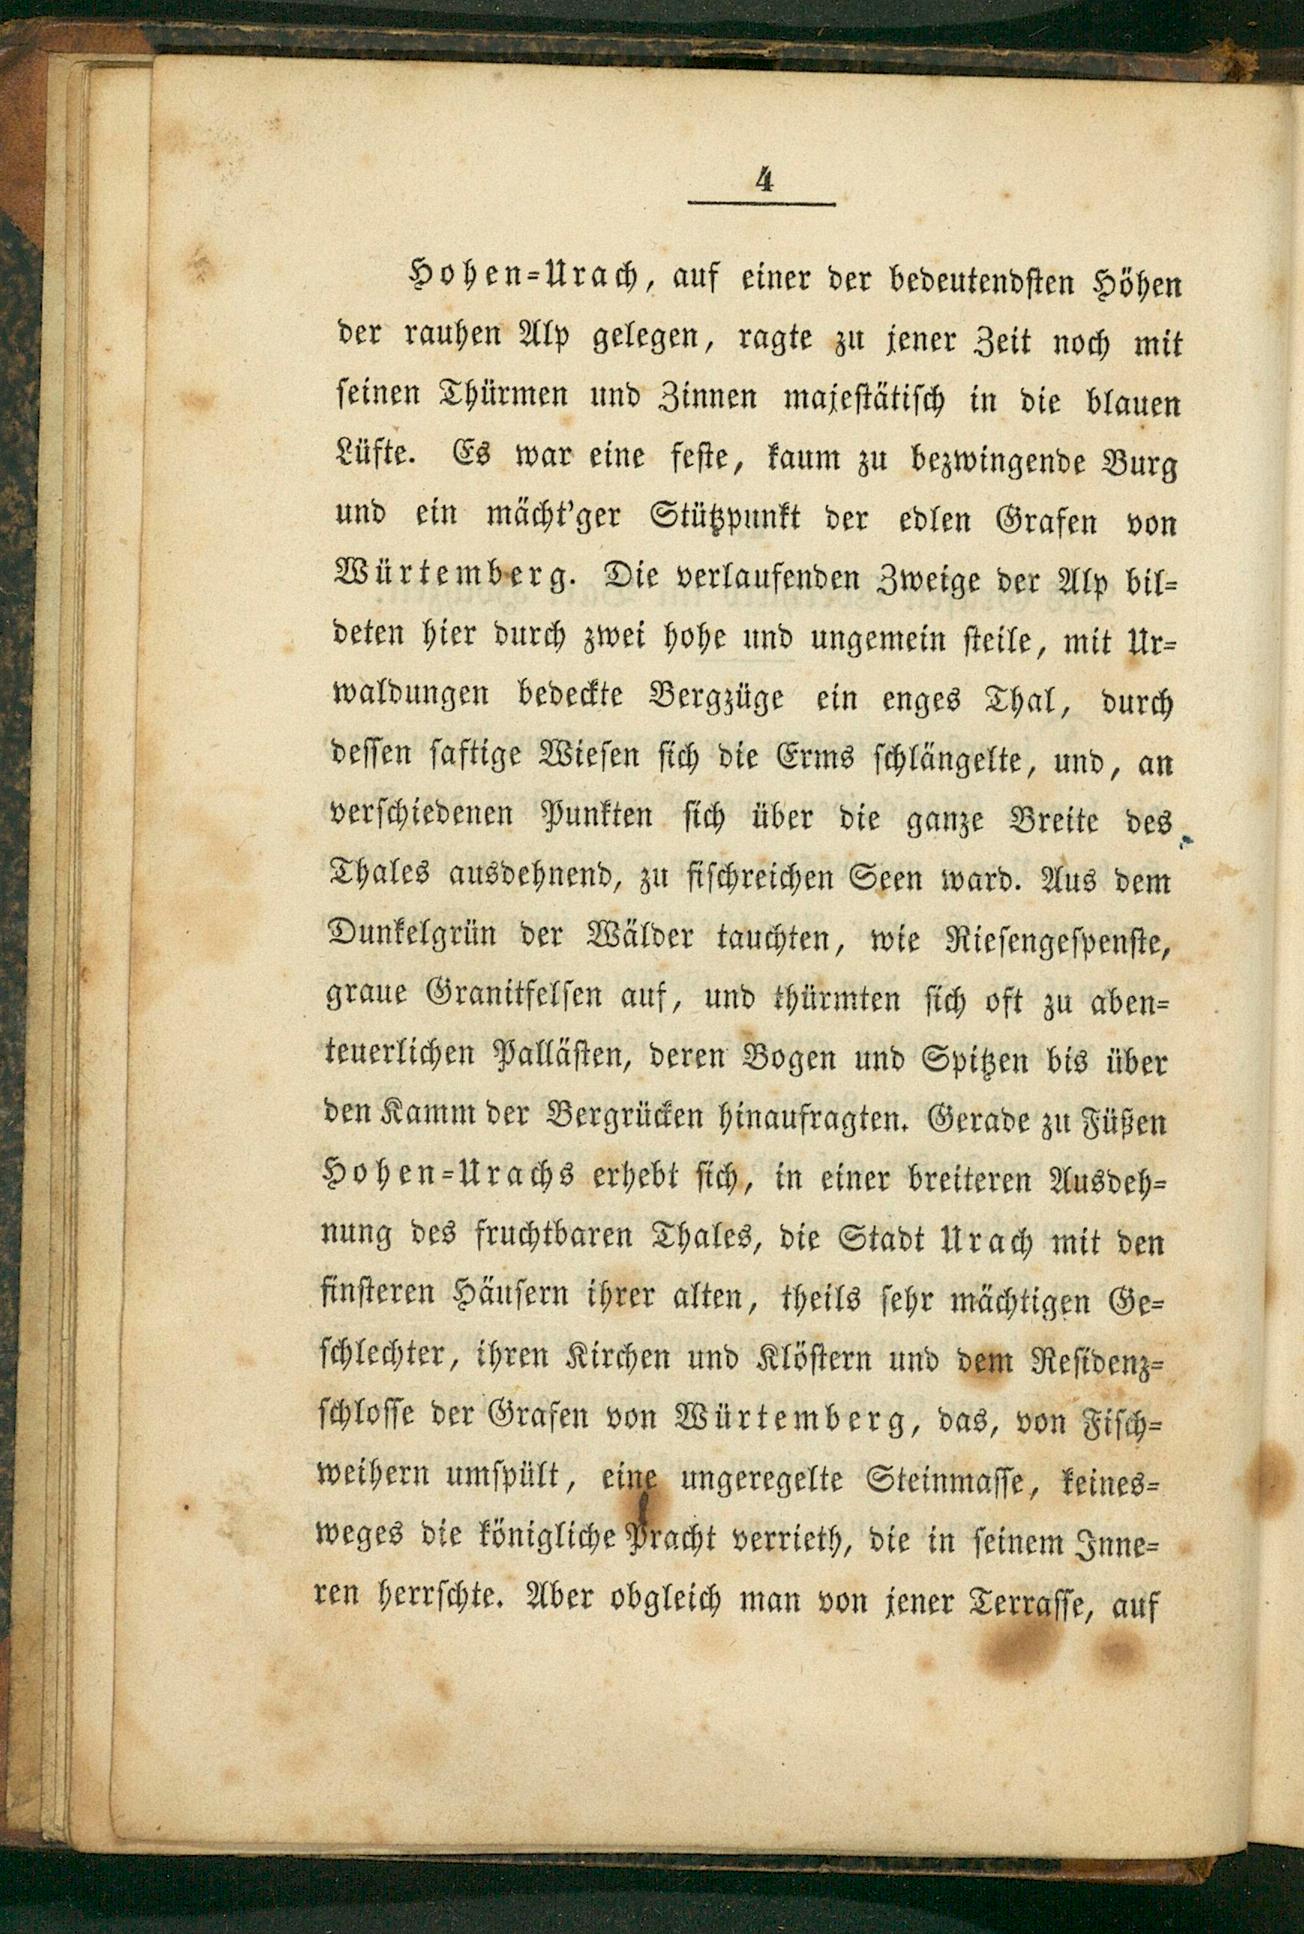 4
Hohen-Urach, auf einer der bedeutendsten Höhen
der rauhen Alp gelegen, ragte zu jener Zeit noch mit
seinen Thürmen und Zinnen majestätisch in die blauen
Lüfte. Es war eine feste, kaum zu bezwingende Burg
und ein mächt'ger Stützpunkt der edlen Grafen von
Würtemberg. Die verlaufenden Zweige der Alp bil-
deten hier durch zwei hohe und ungemein steile, mit Ur-
waldungen bedeckte Bergzüge ein enges Thal, durch
dessen saftige Wiesen sich die Erms schlängelte, und, an
verschiedenen Punkten sich über die ganze Breite des
Thales ausdehnend, zu fischreichen Seen ward. Aus dem
Dunkelgrün der Wälder tauchten, wie Riesengespenste,
graue Granitfelsen auf, und thürmten sich oft zu aben-
teuerlichen Pallästen, deren Bogen und Spitzen bis über
den Kamm der Bergrücken hinaufragten. Gerade zu Füßen
Hohen-Urachs erhebt sich, in einer breiteren Ausdeh-
nung des fruchtbaren Thales, die Stadt Urach mit den
finsteren Häusern ihrer alten, theils sehr mächtigen Ge-
schlechter, ihren Kirchen und Klöstern und dem Residenz-
schlosse der Grafen von Würtemberg, das, von Fisch-
weihern umspült, eine ungeregelte Steinmasse, keines-
weges die königliche Pracht verrieth, die in seinem Inne-
ren herrschte. Aber obgleich man von jener Terrasse, auf